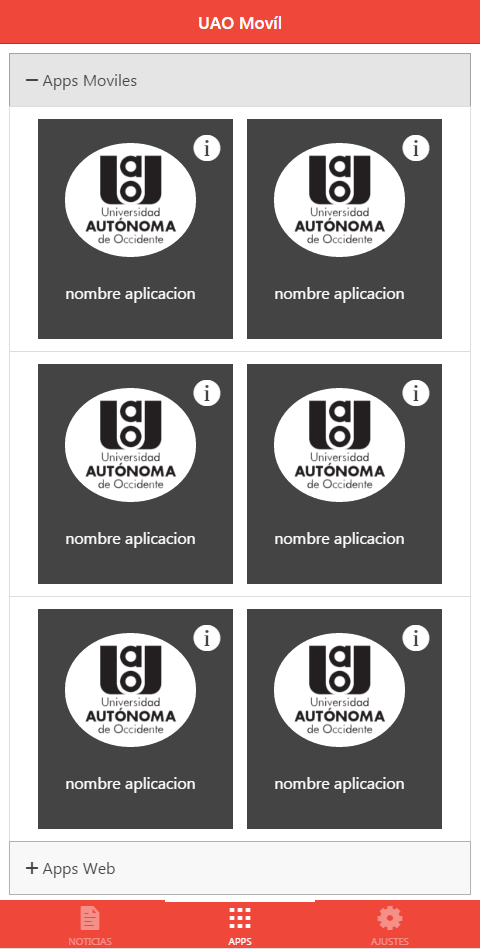 UAO Movíl
Apps Moviles
i
i
uao
Universidad
AUTÓNOMA
de Occidente
uao
Universidad
AUTÓNOMA
de Occidente
nombre aplicacion
nombre aplicacion
i
i
uao
Universidad
AUTÓNOMA
de Occidente
uao
Universidad
AUTÓNOMA
de Occidente
nombre aplicacion
nombre aplicacion
i
i
uao
Universidad
AUTÓNOMA
de Occidente
uao
Universidad
AUTÓNOMA
de Occidente
nombre aplicacion
nombre aplicacion
Apps Web
NOTICIAS
APPS
AJUSTES